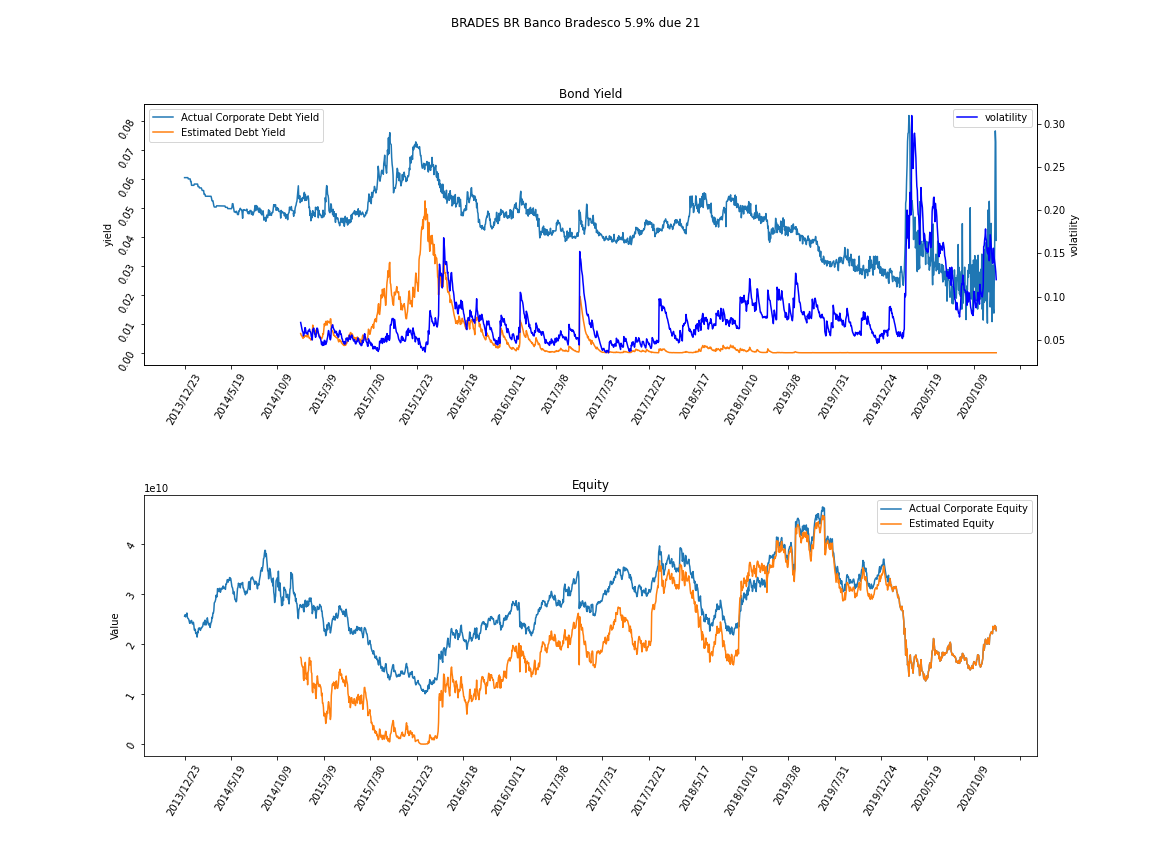 BRADES BR Banco Bradesco 5.9% due 21
Bond Yield
Actual Corporate Debt Yield
Estimated Debt Yield
volatility
0.08
0.07
0.06
0.05
0.04
0.03
0.02
0.01
0.00
yield
0.30
0.25
0.20
0.15
0.10
0.05
volatility
2013/12/23 2014/5/19 2014/10/9 2015/3/9 2015/7/30 2015/12/23 2016/5/18 2016/10/11 2017/3/8 2017/7/31 2017/12/21 2018/5/17 2018/10/10 2019/3/8 2019/7/31 2019/12/24 2020/5/19 2020/10/9
1e10
Equity
Actual Corporate Equity
Estimated Equity
4
3
2
1
0
Value
2013/12/23 2014/5/19 2014/10/9 2015/3/9 2015/7/30 2015/12/23 2016/5/18 2016/10/11 2017/3/8 2017/7/31 2017/12/21 2018/5/17 2018/10/10 2019/3/8 2019/7/31 2019/12/24 2020/5/19 2020/10/9